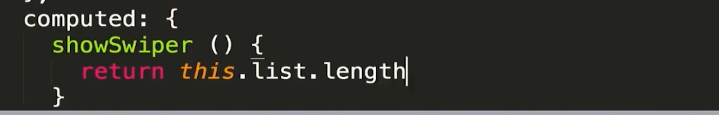 computed: {
showSwiper () {
return this.list.length
}